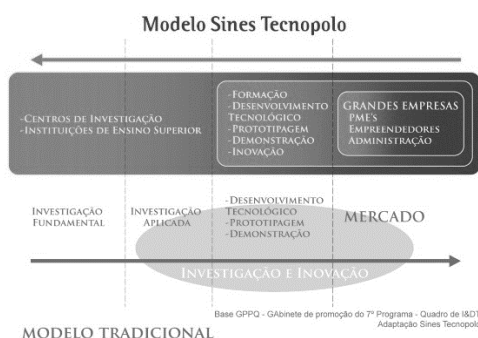 Modelo Sines Tecnopolo
-Centros de Investigação
-Instituições de Ensino Superior
-Formação
-Desenvolvimento
Tecnológico
-Prototipagem
-Demonstração
-Inovação
Grandes Empresas
PME's
Empreendedores
Administração
Investigação
Fundamental
Investigação
Aplicada
-Desenvolvimento
Tecnológico
-Prototipagem
-Demonstração
Mercado
Investigação e Inovação
Base GPPQ - GAbinete de promoção do 7º Programa - Quadro de I&DT
Adaptação Sines Tecnopolo
Modelo Tradicional